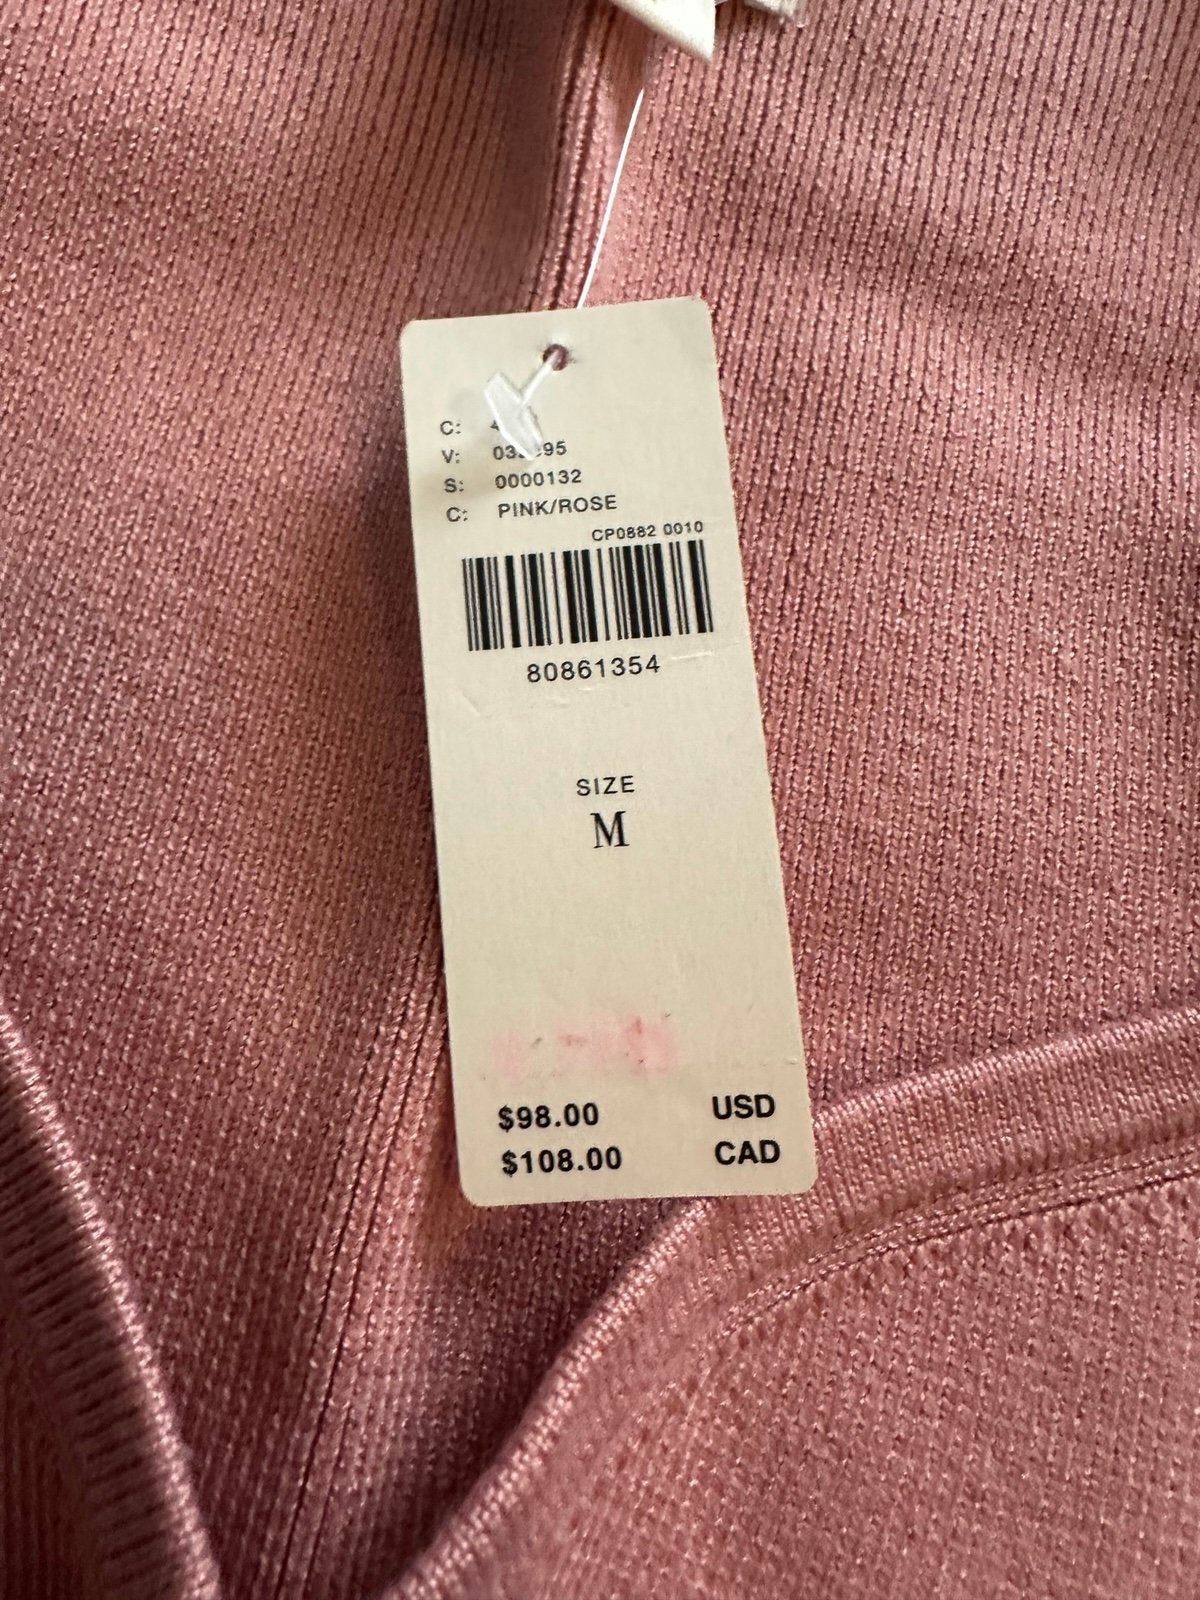 C:
V:
S: 0000132
C: PINK/ROSE
CP0882 0010
80861354
SIZE
M
$98.00 USD
$108.00 CAD